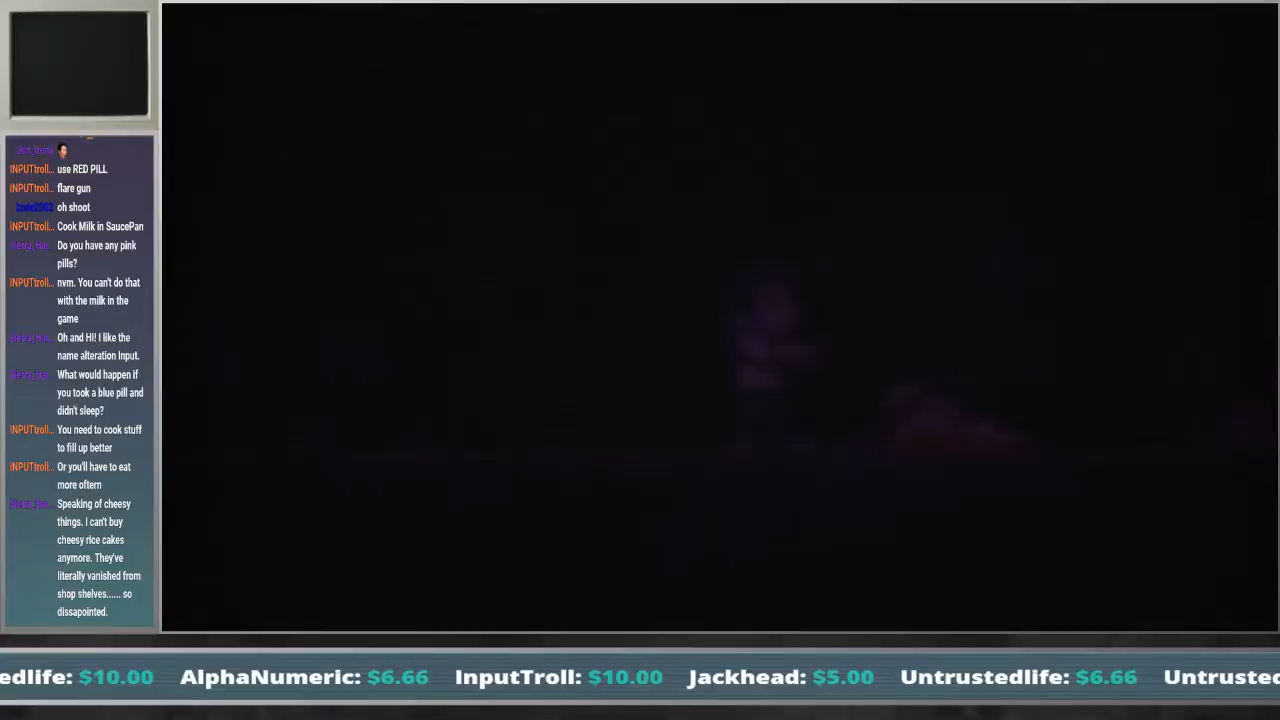 Jon_Irony
INPUTtroll... use RED PILL
INPUTtroll... flare gun
oh shoot
INPUTtroll... Cook Milk in SaucePan
Do you have any pink
pills?
INPUTtroll... nvm. You can't do that
with the milk in the
game
Oh and HI! I like the
name alteration Input.
What would happen if
you took a blue pill and
didn't sleep?
INPUTtroll... You need to cook stuff
to fill up better
INPUTtroll... Or you'll have to eat
more oftern
Speaking of cheesy
things. I can't buy
cheesy rice cakes
anymore. They've
literally vanished from
shop shelves...... so
dissapointed.
edlife: $10.00 AlphaNumeric: $6.66 InputTroll: $10.00 Jackhead: $5.00 Untrustedlife: $6.66 Untrusted